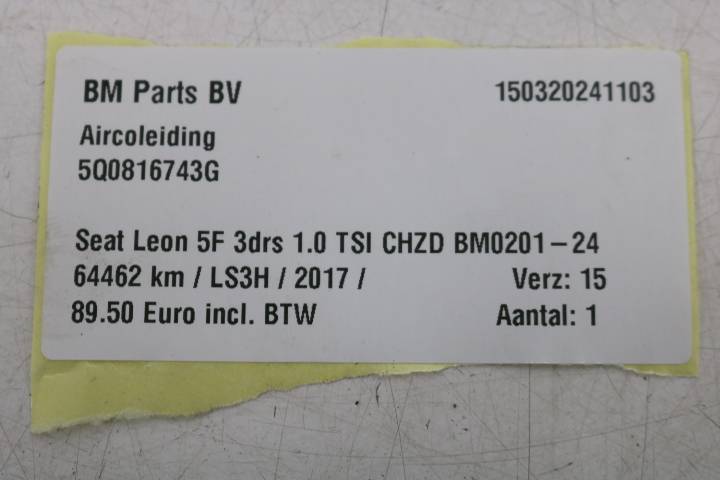 BM Parts BV 150320241103
Aircoleiding
5Q0816743G
Seat Leon 5F 3drs 1.0 TSI CHZD BM0201-24
64462 km / LS3H / 2017 / Verz: 15
89.50 Euro incl. BTW Aantal: 1